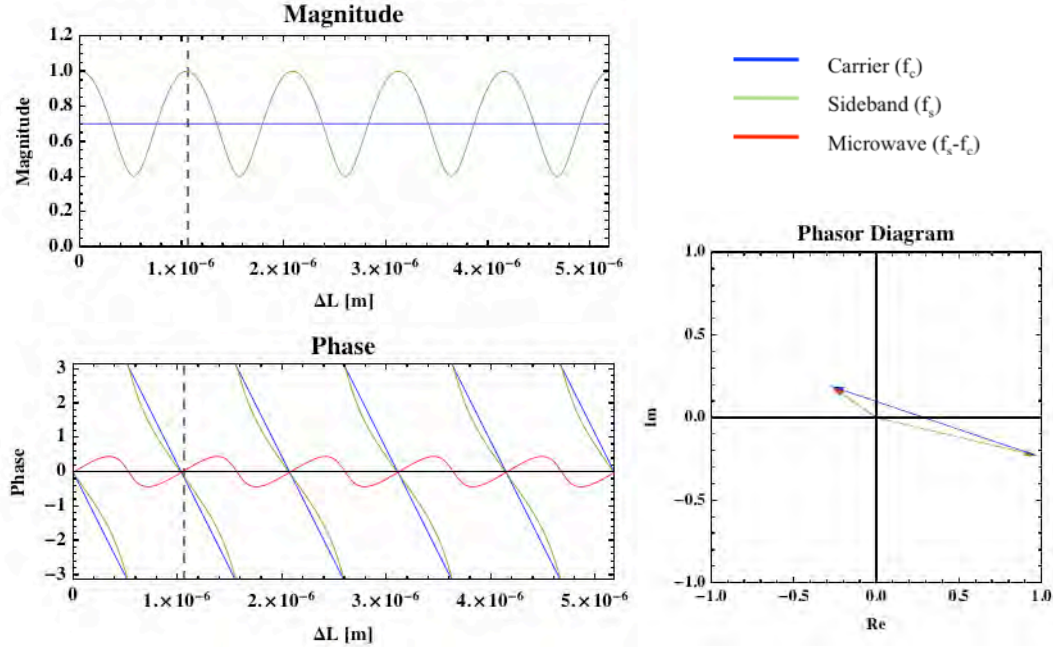 Magnitude
Magnitude
1.0
0.8
0.6
0.4
0.2
0.0
0
1.×10⁻⁶
2.×10⁻⁶
3.×10⁻⁶
4.×10⁻⁶
5.×10⁻⁶
ΔL [m]
Carrier (f_c)
Sideband (f_s)
Microwave (f_s-f_c)
Phase
Phase
3
2
1
0
−1
−2
−3
0
1.×10⁻⁶
2.×10⁻⁶
3.×10⁻⁶
4.×10⁻⁶
5.×10⁻⁶
ΔL [m]
Phasor Diagram
Im
1.0
0.5
0.0
−0.5
−1.0
−1.0
−0.5
0.0
0.5
1.0
Re